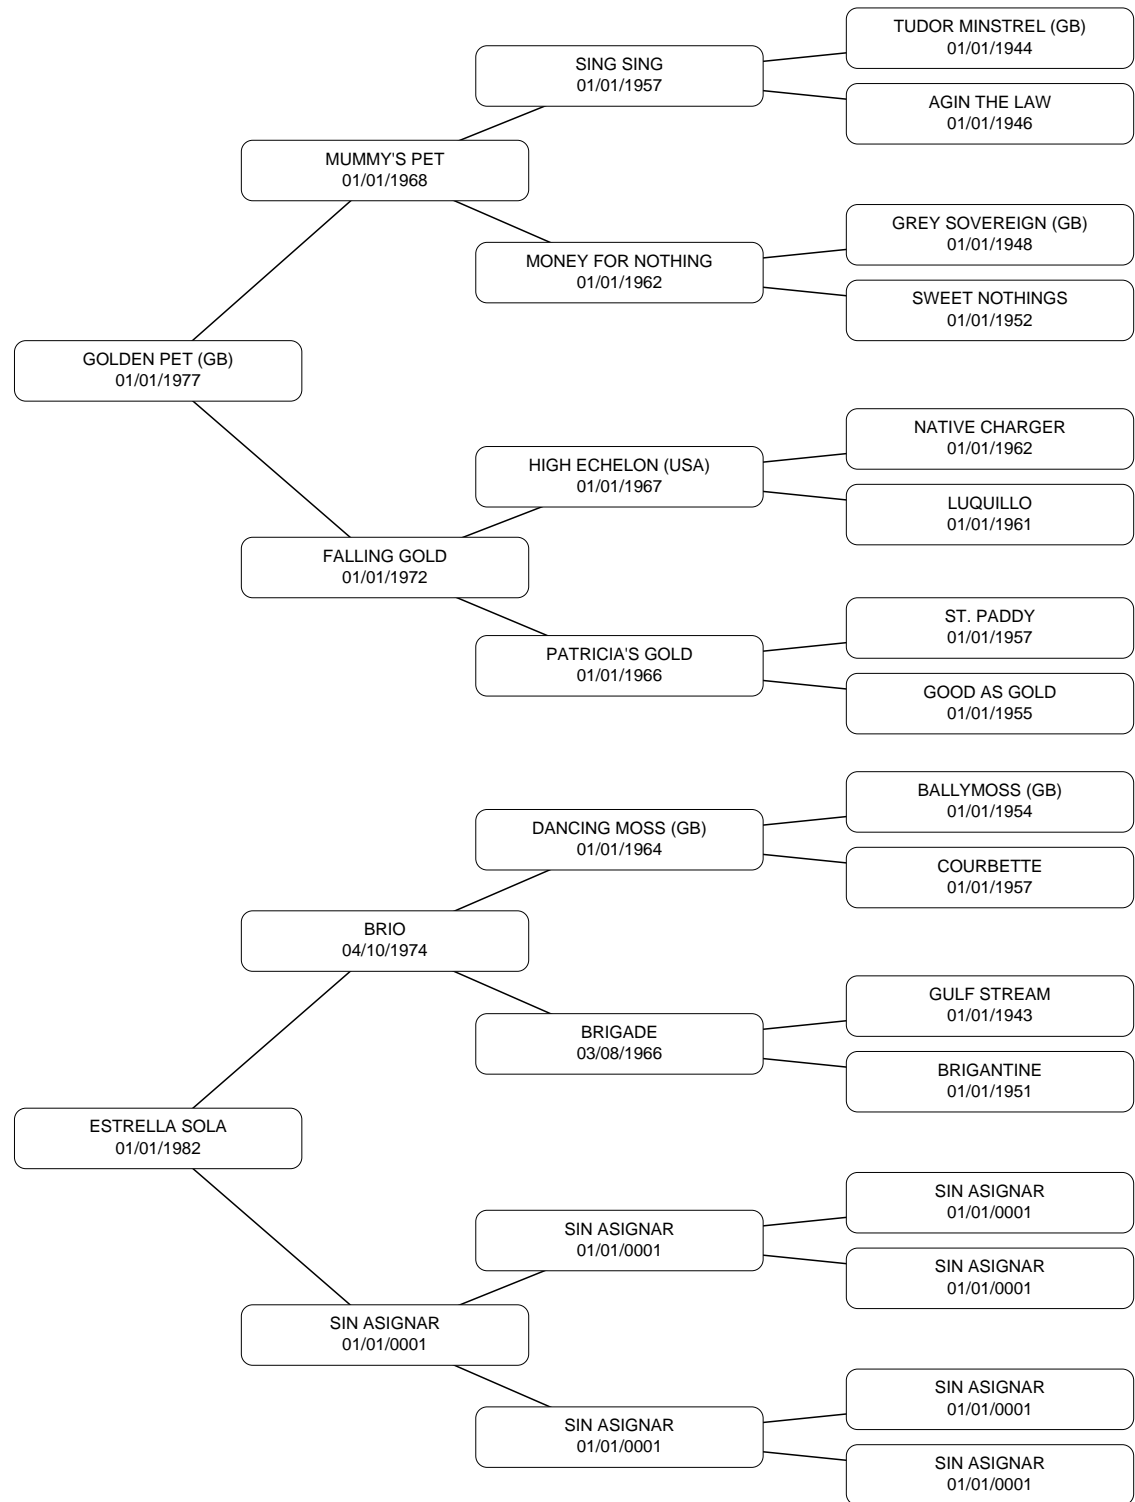 TUDOR MINSTREL (GB)
01/01/1944
SING SING
01/01/1957
AGIN THE LAW
01/01/1946
MUMMY'S PET
01/01/1968
GREY SOVEREIGN (GB)
01/01/1948
MONEY FOR NOTHING
01/01/1962
SWEET NOTHINGS
01/01/1952
GOLDEN PET (GB)
01/01/1977
NATIVE CHARGER
01/01/1962
HIGH ECHELON (USA)
01/01/1967
LUQUILLO
01/01/1961
FALLING GOLD
01/01/1972
ST. PADDY
01/01/1957
PATRICIA'S GOLD
01/01/1966
GOOD AS GOLD
01/01/1955
BALLYMOSS (GB)
01/01/1954
DANCING MOSS (GB)
01/01/1964
COURBETTE
01/01/1957
BRIO
04/10/1974
GULF STREAM
01/01/1943
BRIGADE
03/08/1966
BRIGANTINE
01/01/1951
ESTRELLA SOLA
01/01/1982
SIN ASIGNAR
01/01/0001
SIN ASIGNAR
01/01/0001
SIN ASIGNAR
01/01/0001
SIN ASIGNAR
01/01/0001
SIN ASIGNAR
01/01/0001
SIN ASIGNAR
01/01/0001
SIN ASIGNAR
01/01/0001